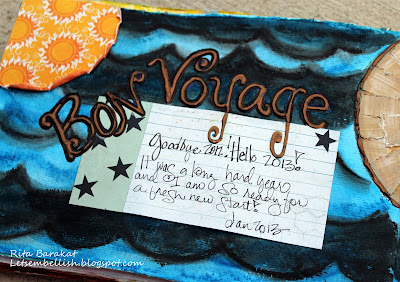 Bon Voyage
Goodbye 2012! Hello 2013!
It was a long hard year
and I am so ready for
a fresh new start!
Jan 2013
Rita Barakat
Letsembellish.blogspot.com